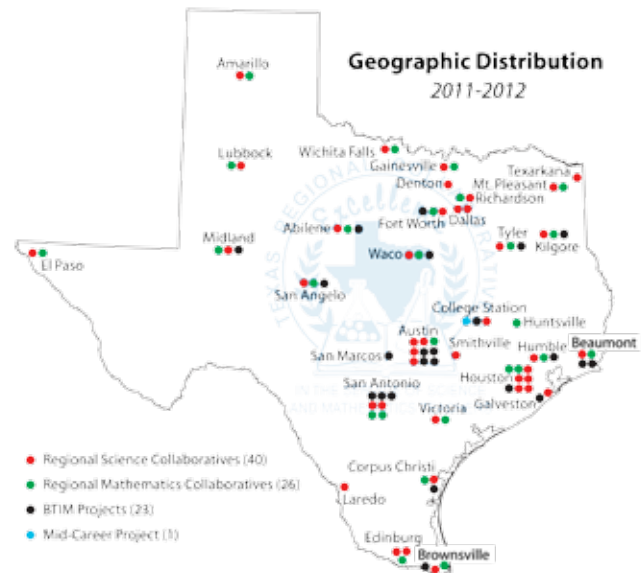 Geographic Distribution
2011-2012
Amarillo
Lubbock
Wichita Falls
Gainesville
Denton
Texarkana
Mt. Pleasant
Richardson
Fort Worth
Dallas
Abilene
Midland
Tyler
Kilgore
El Paso
Waco
San Angelo
College Station
Huntsville
Austin
Smithville
Humble
Beaumont
San Marcos
Houston
San Antonio
Galveston
Victoria
Corpus Christi
Laredo
Edinburg
Brownsville
Regional Science Collaboratives (40)
Regional Mathematics Collaboratives (26)
BTIM Projects (23)
Mid-Career Project (1)